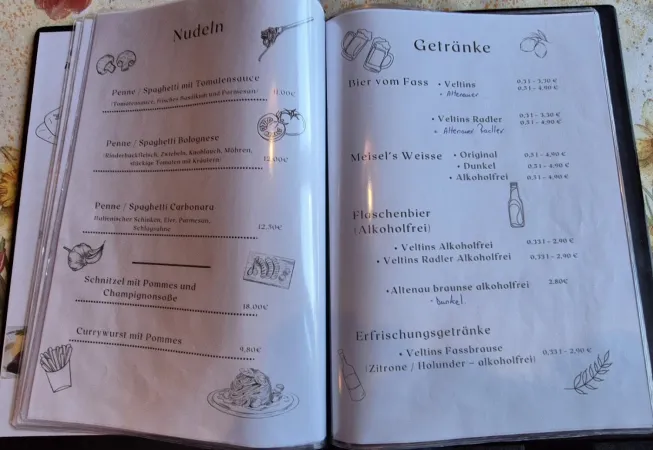 Nudeln
Penne / Spaghetti mit Tomatensauce
(Tomatensauce, frisches Basilikum und Parmesan)
11.00€
Penne / Spaghetti Bolognese
(Rinderhackfleisch, Zwiebeln, Knoblauch, Möhren,
stückige Tomaten mit Kräutern)
12.00€
Penne / Spaghetti Carbonara
Italienischer Schinken, Eier, Parmesan,
Schlagsahne
12.50€
Schnitzel mit Pommes und
Champignonsoße
18.00€
Currywurst mit Pommes
9,80€
Getränke
Bier vom Fass • Veltins 0,3 l - 3,30 €
• Altenauer 0,5 l - 4,90 €
• Veltins Radler 0,3 l - 3,30 €
• Altenauer Radler 0,5 l - 4,90 €
Meisel's Weisse • Original 0,5 l - 4,90 €
• Dunkel 0,5 l - 4,90 €
• Alkoholfrei 0,5 l - 4,90 €
Flaschenbier
(Alkoholfrei)
• Veltins Alkoholfrei 0,33 l - 2,90 €
• Veltins Radler Alkoholfrei 0,33 l - 2,90 €
• Altenau braunse alkoholfrei 2.80€
- Dunkel
Erfrischungsgetränke
• Veltins Fassbrause 0,33 l - 2,90 €
(Zitrone / Holunder - alkoholfrei)